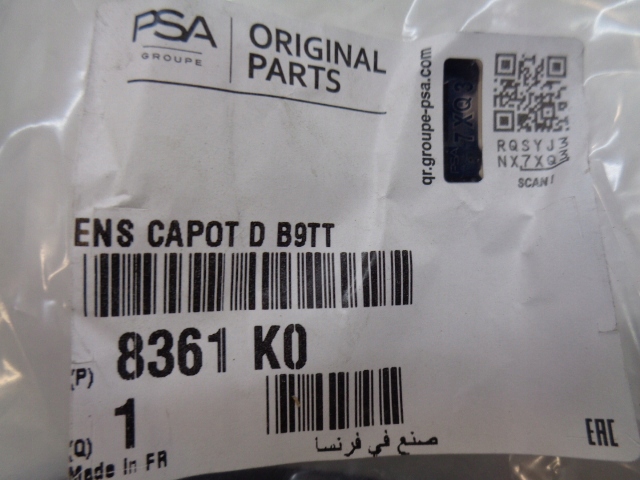 PSA
GROUPE
ORIGINAL
PARTS
qr.groupe-psa.com
RQSYJ3
NX7XQ3
SCAN!
ENS CAPOT D B9TT
(P) 8361 K0
(Q) 1
Made In FR
صنع في فرنسا
EAC